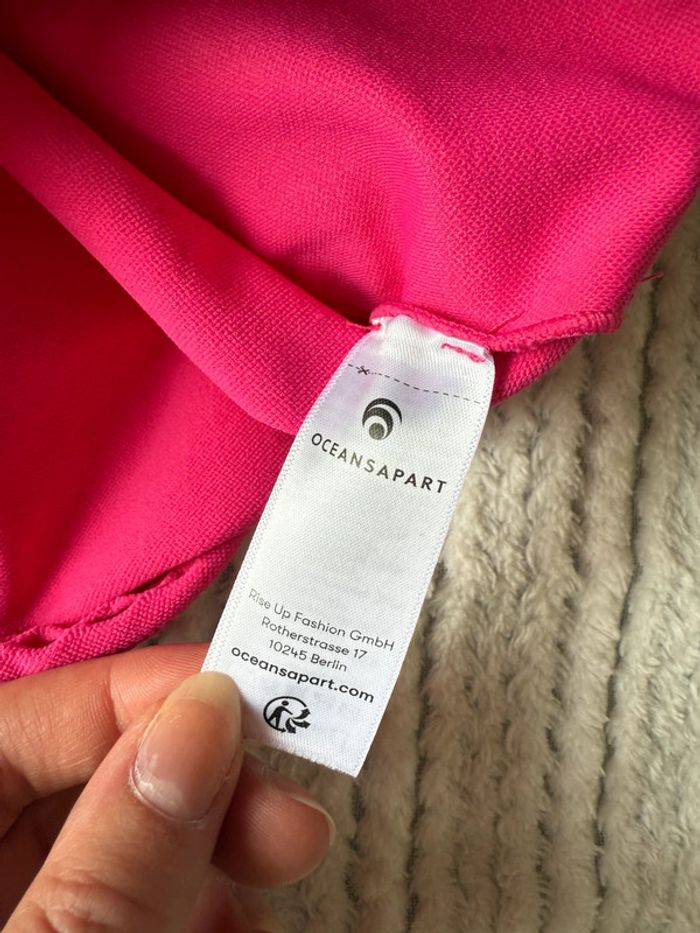 OCEANSAPART
Rise Up Fashion GmbH
Rotherstrasse 17
10245 Berlin
oceansapart.com